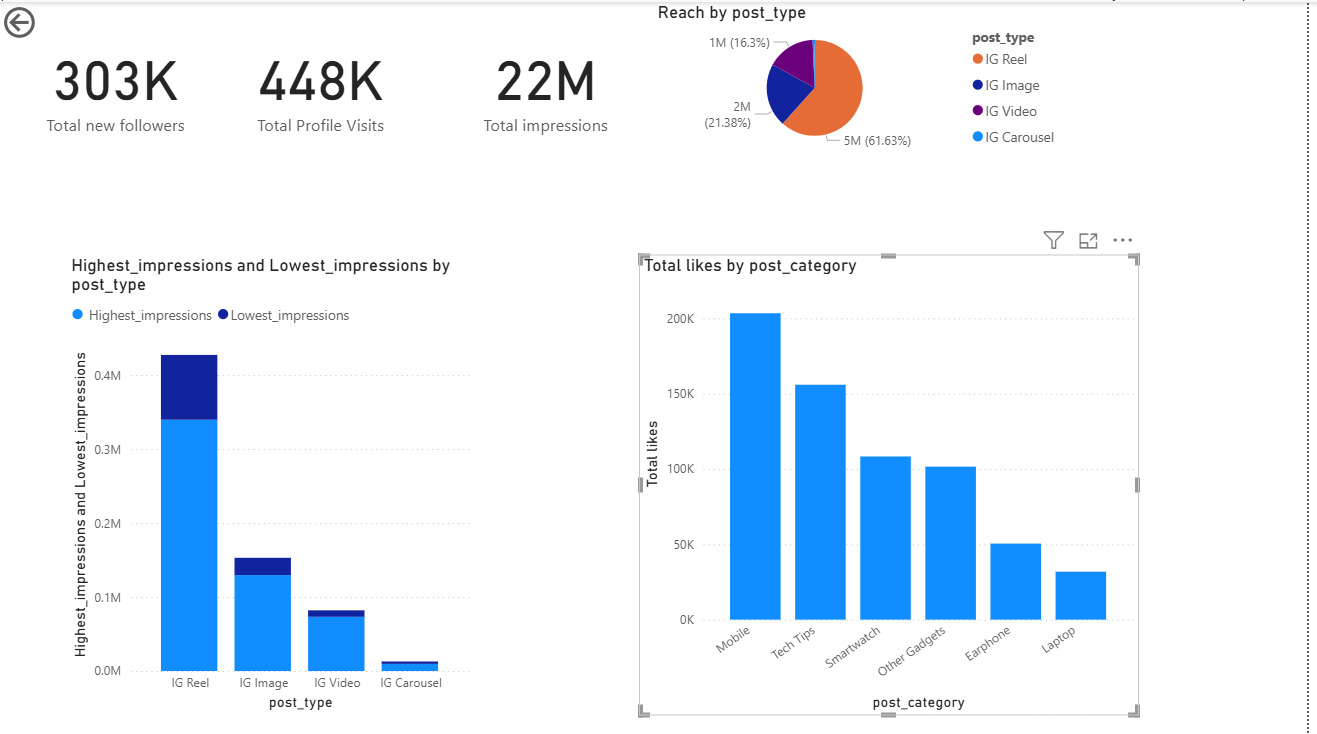 303K
Total new followers
448K
Total Profile Visits
22M
Total impressions
Reach by post_type
1M (16.3%)
2M
(21.38%)
5M (61.63%)
post_type
IG Reel
IG Image
IG Video
IG Carousel
Highest_impressions and Lowest_impressions by
post_type
Highest_impressions
Lowest_impressions
Highest_impressions and Lowest_impressions
0.4M
0.3M
0.2M
0.1M
0.0M
IG Reel
IG Image
IG Video
IG Carousel
post_type
Total likes by post_category
Total likes
200K
150K
100K
50K
0K
Mobile
Tech Tips
Smartwatch
Other Gadgets
Earphone
Laptop
post_category